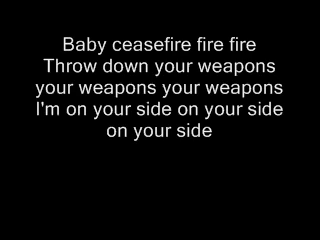 Baby ceasefire fire fire
Throw down your weapons
your weapons your weapons
I'm on your side on your side
on your side